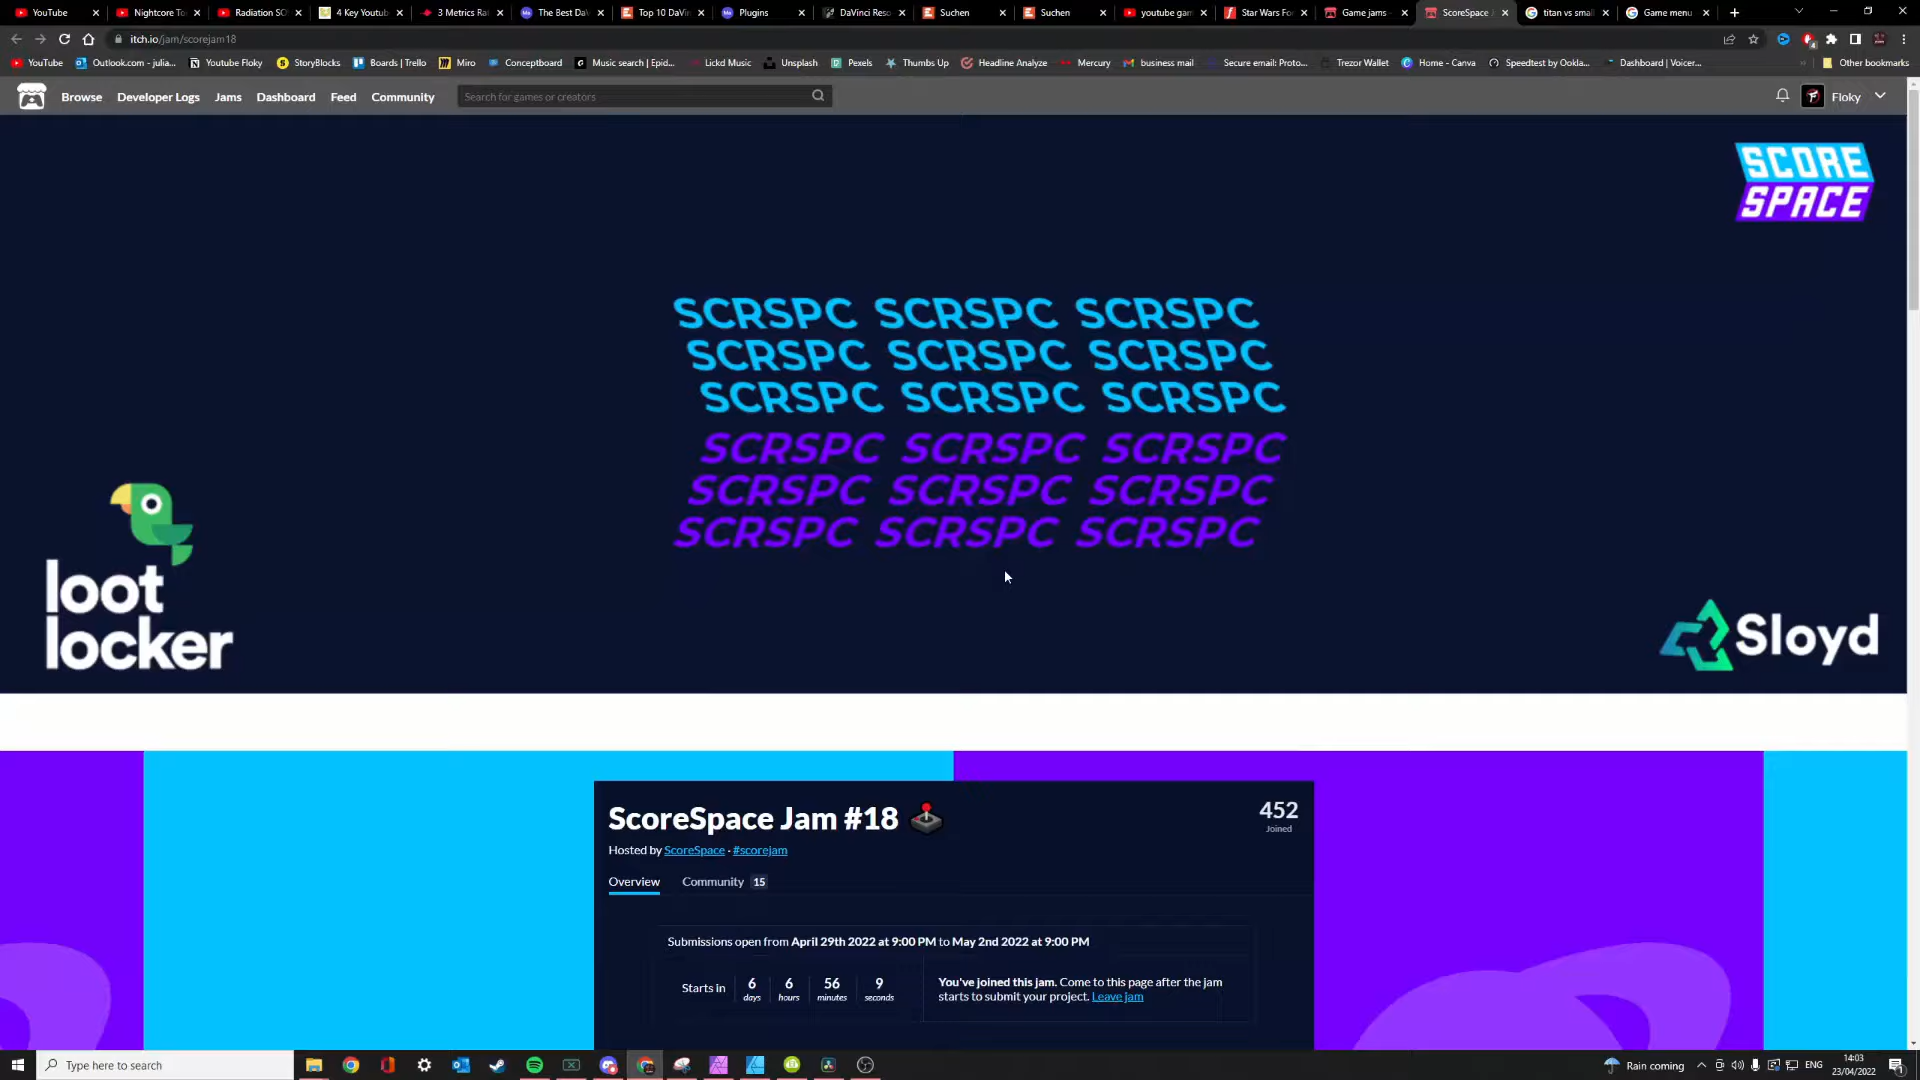 YouTube
Nightcore To
Radiation SO
4 Key Youtub
3 Metrics Ra
The Best Da
Top 10 DaVi
Plugins
DaVinci Reso
Suchen
Suchen
youtube gam
Star Wars Fo
Game jams -
ScoreSpace J
titan vs smal
Game menu
itch.io/jam/scorejam18
YouTube
Outlook.com - julia...
Youtube Floky
StoryBlocks
Boards | Trello
Miro
Conceptboard
Music search | Epid...
Lickd Music
Unsplash
Pexels
Thumbs Up
Headline Analyze
Mercury
business mail
Secure email: Proto...
Trezor Wallet
Home - Canva
Speedtest by Ookla...
Dashboard | Voicer...
»
Other bookmarks
Browse
Developer Logs
Jams
Dashboard
Feed
Community
Search for games or creators
Floky
SCORE
SPACE
SCRSPC SCRSPC SCRSPC
SCRSPC SCRSPC SCRSPC
SCRSPC SCRSPC SCRSPC
SCRSPC SCRSPC SCRSPC
SCRSPC SCRSPC SCRSPC
SCRSPC SCRSPC SCRSPC
loot
locker
Sloyd
ScoreSpace Jam #18
452
Joined
Hosted by ScoreSpace · #scorejam
Overview
Community 15
Submissions open from April 29th 2022 at 9:00 PM to May 2nd 2022 at 9:00 PM
Starts in
6
days
6
hours
56
minutes
9
seconds
You've joined this jam. Come to this page after the jam
starts to submit your project. Leave jam
Type here to search
Rain coming
ENG
14:03
23/04/2022